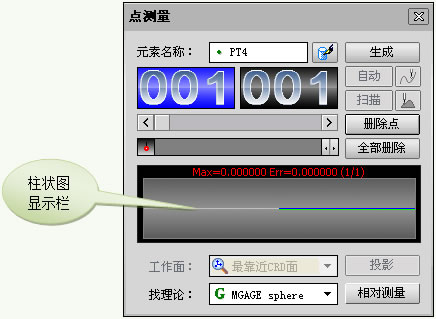 点测量
元素名称: PT4 生成
001 001 自动
扫描
删除点
全部删除
Max=0.000000 Err=0.000000 (1/1)
柱状图
显示栏
工作面: 最靠近CRD面 投影
找理论: G MGAGE sphere 相对测量